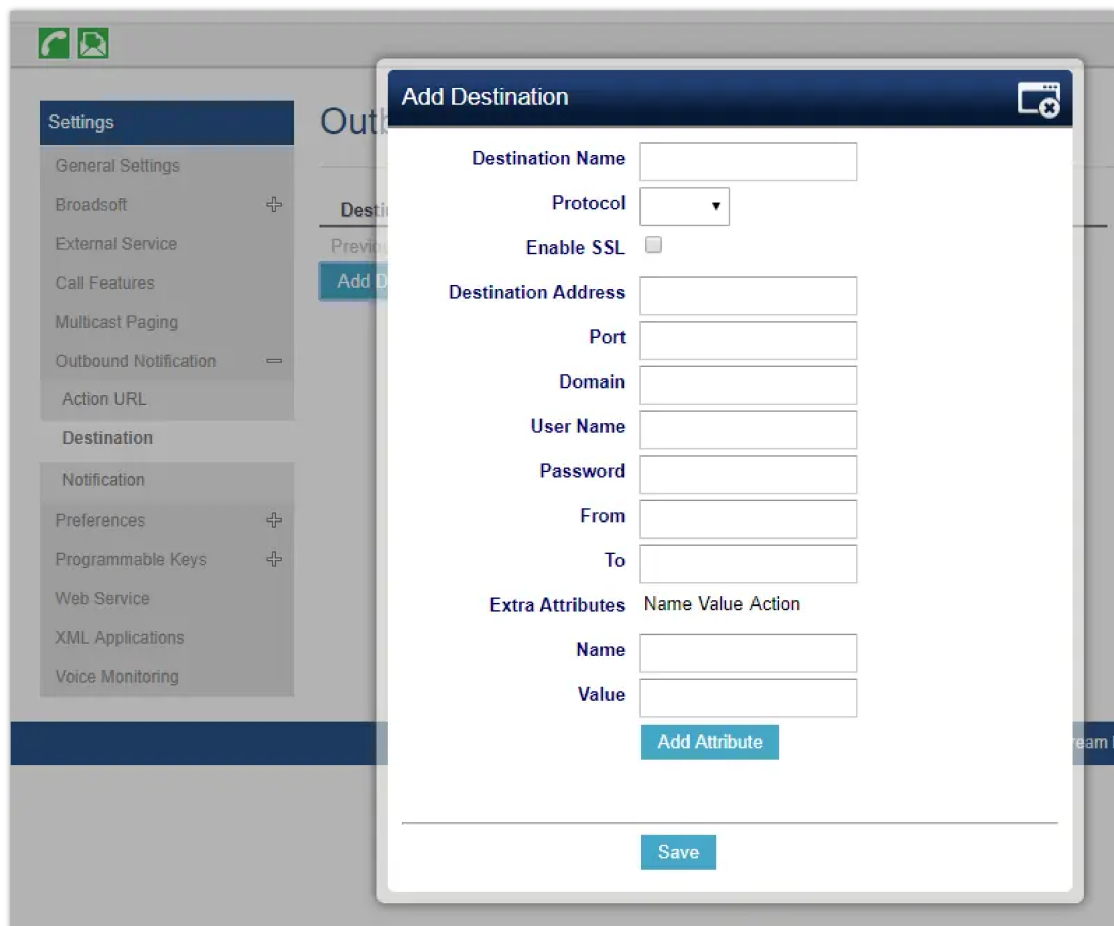 Settings
General Settings
Broadsoft
External Service
Call Features
Multicast Paging
Outbound Notification
Action URL
Destination
Notification
Preferences
Programmable Keys
Web Service
XML Applications
Voice Monitoring
Add
Add Destination
Destination Name
Protocol
Enable SSL
Destination Address
Port
Domain
User Name
Password
From
To
Extra Attributes Name Value Action
Name
Value
Add Attribute
Save